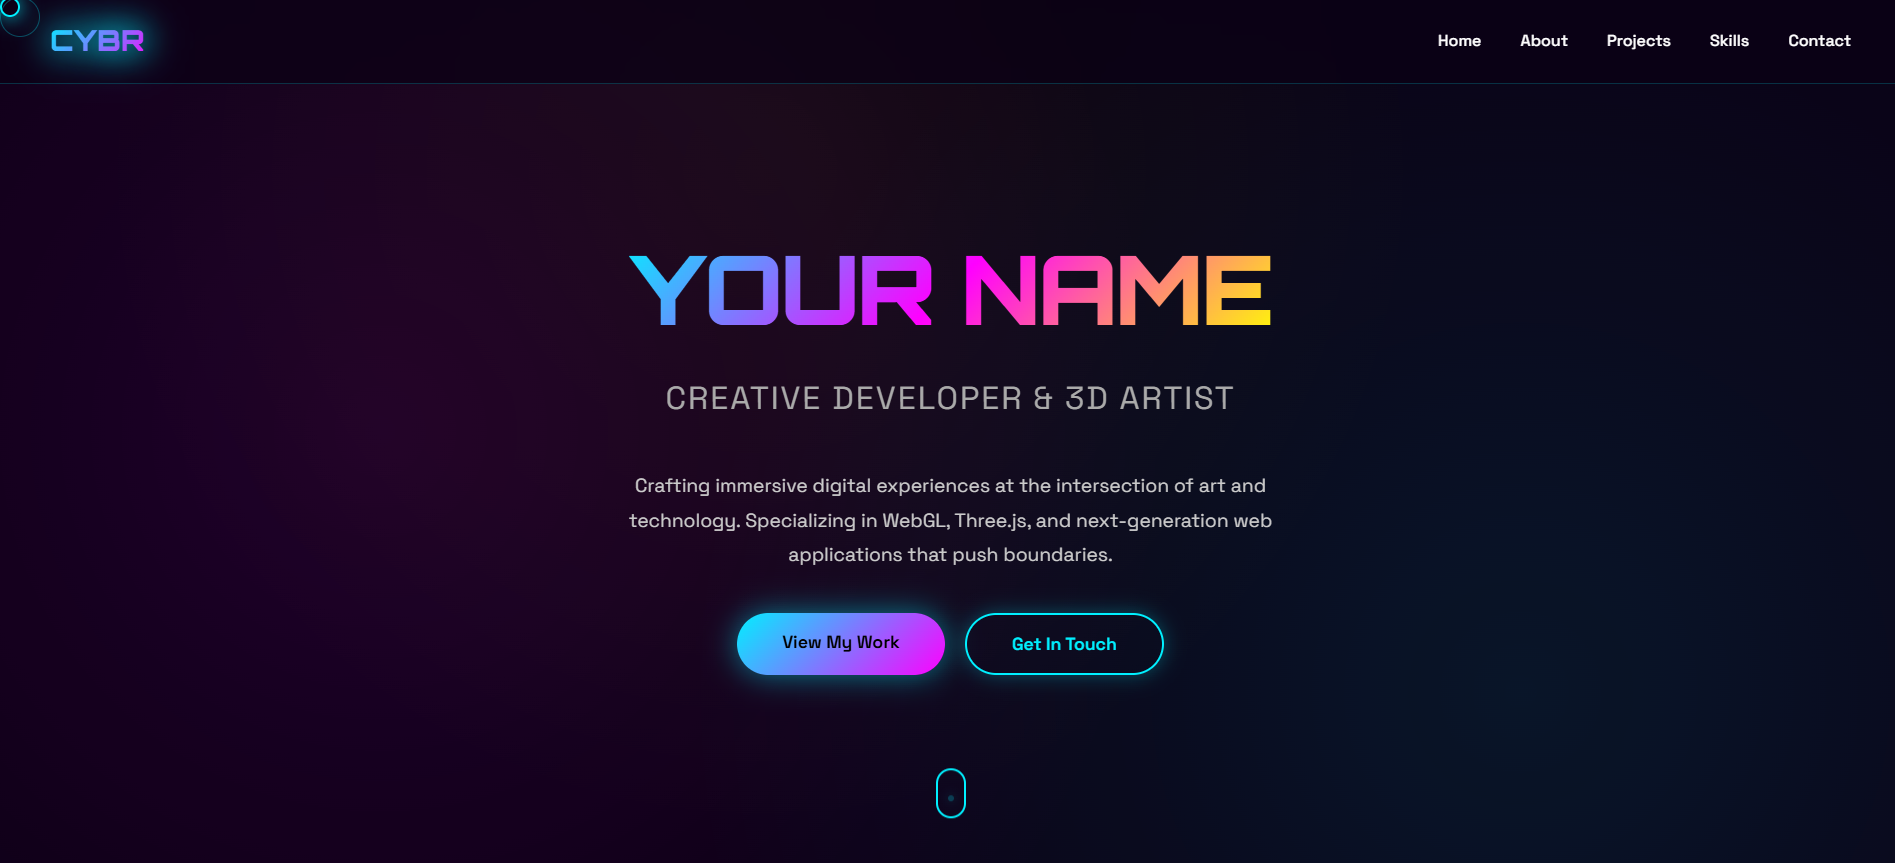 CYBR
Home About Projects Skills Contact
YOUR NAME
CREATIVE DEVELOPER & 3D ARTIST
Crafting immersive digital experiences at the intersection of art and
technology. Specializing in WebGL, Three.js, and next-generation web
applications that push boundaries.
View My Work
Get In Touch